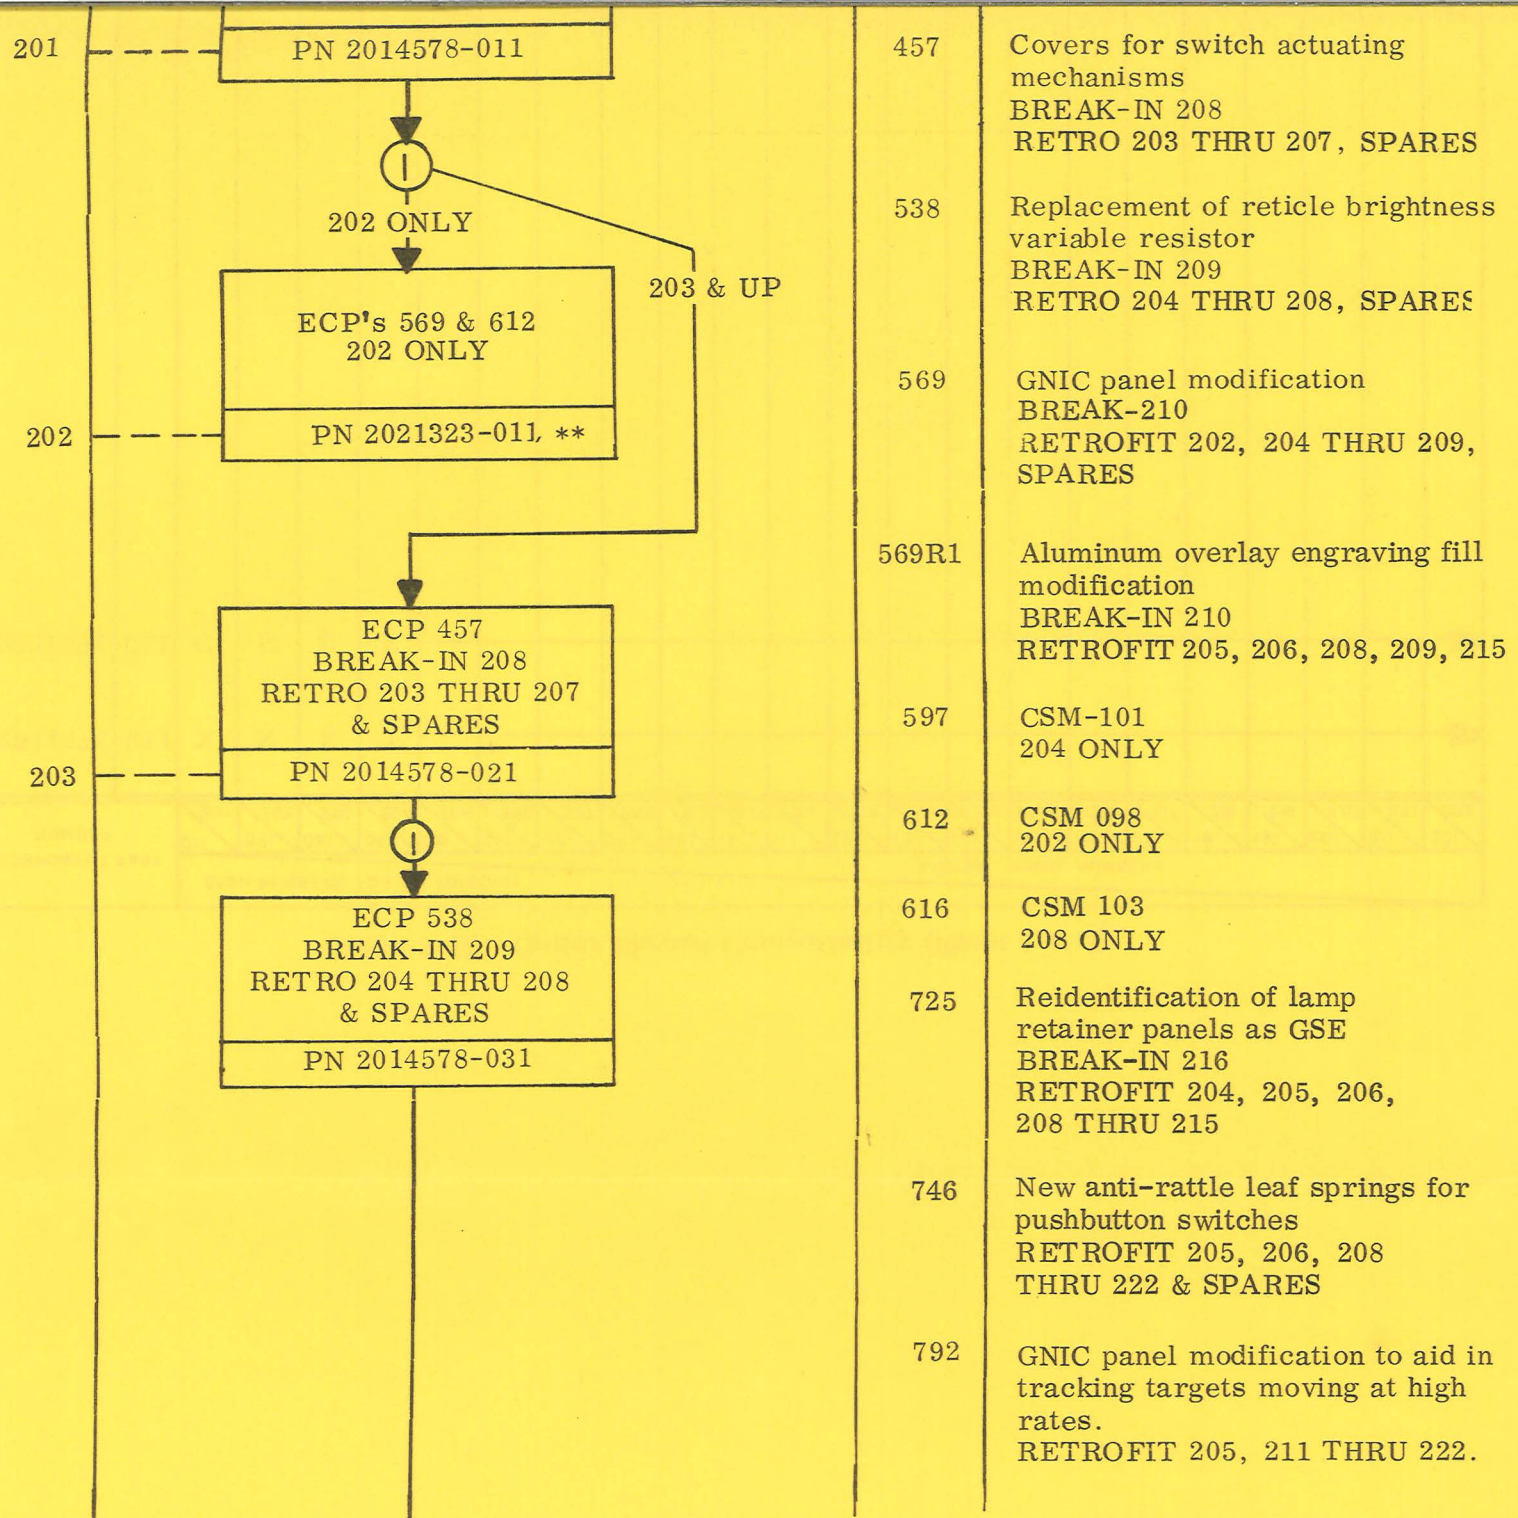 201
PN 2014578-011
202 ONLY
203 & UP
ECP's 569 & 612
202 ONLY
202
PN 2021323-011, **
ECP 457
BREAK-IN 208
RETRO 203 THRU 207
& SPARES
203
PN 2014578-021
ECP 538
BREAK-IN 209
RETRO 204 THRU 208
& SPARES
PN 2014578-031
457
Covers for switch actuating
mechanisms
BREAK-IN 208
RETRO 203 THRU 207, SPARES
538
Replacement of reticle brightness
variable resistor
BREAK-IN 209
RETRO 204 THRU 208, SPARES
569
GNIC panel modification
BREAK-210
RETROFIT 202, 204 THRU 209,
SPARES
569R1
Aluminum overlay engraving fill
modification
BREAK-IN 210
RETROFIT 205, 206, 208, 209, 215
597
CSM-101
204 ONLY
612
CSM 098
202 ONLY
616
CSM 103
208 ONLY
725
Reidentification of lamp
retainer panels as GSE
BREAK-IN 216
RETROFIT 204, 205, 206,
208 THRU 215
746
New anti-rattle leaf springs for
pushbutton switches
RETROFIT 205, 206, 208
THRU 222 & SPARES
792
GNIC panel modification to aid in
tracking targets moving at high
rates.
RETROFIT 205, 211 THRU 222.